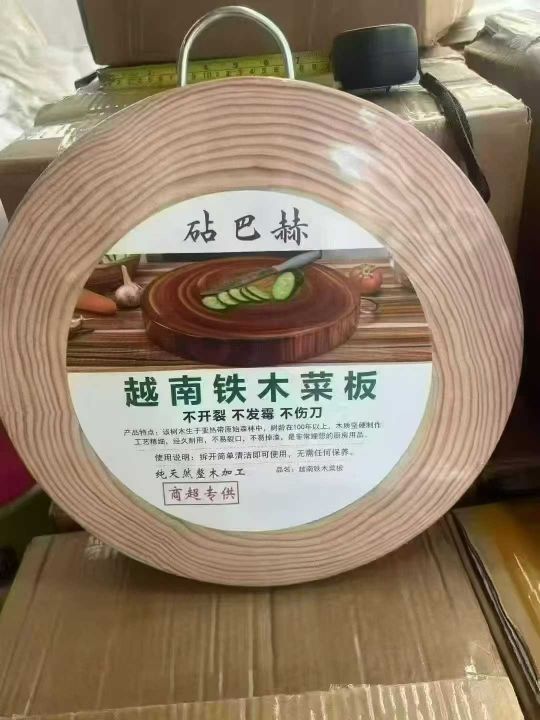 砧巴赫
越南铁木菜板
不开裂 不发霉 不伤刀
产品特点：该树木生于亚热带原始森林中，树龄在100年以上，木质坚硬制作
工艺精细，经久耐用，不易裂口，不易掉渣，是非常理想的厨房用品。
使用说明：拆开简单清洁即可使用，无需任何保养。
纯天然整木加工 品名：越南铁木菜板
商超专供